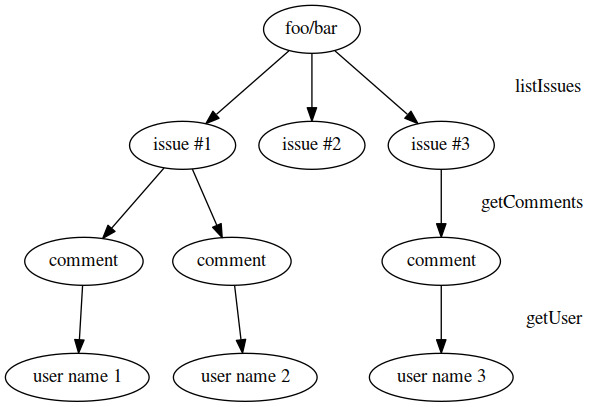 foo/bar
listIssues
issue #1
issue #2
issue #3
getComments
comment
comment
comment
getUser
user name 1
user name 2
user name 3